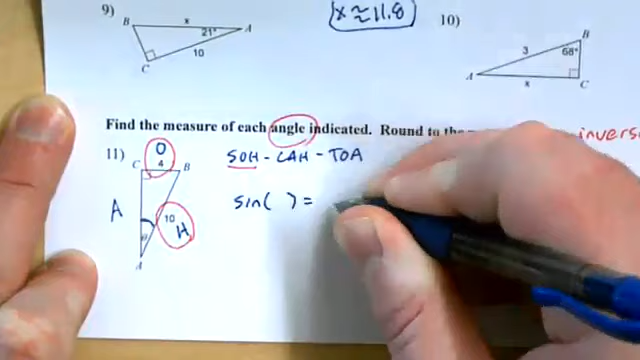 9) B x A 21° 10 C
x ≈ 11.8
10) B 3 68° A x C
Find the measure of each angle indicated. Round to the
invers
11) C O 4 B A 10 H θ A
SOH - CAH - TOA
sin( ) =